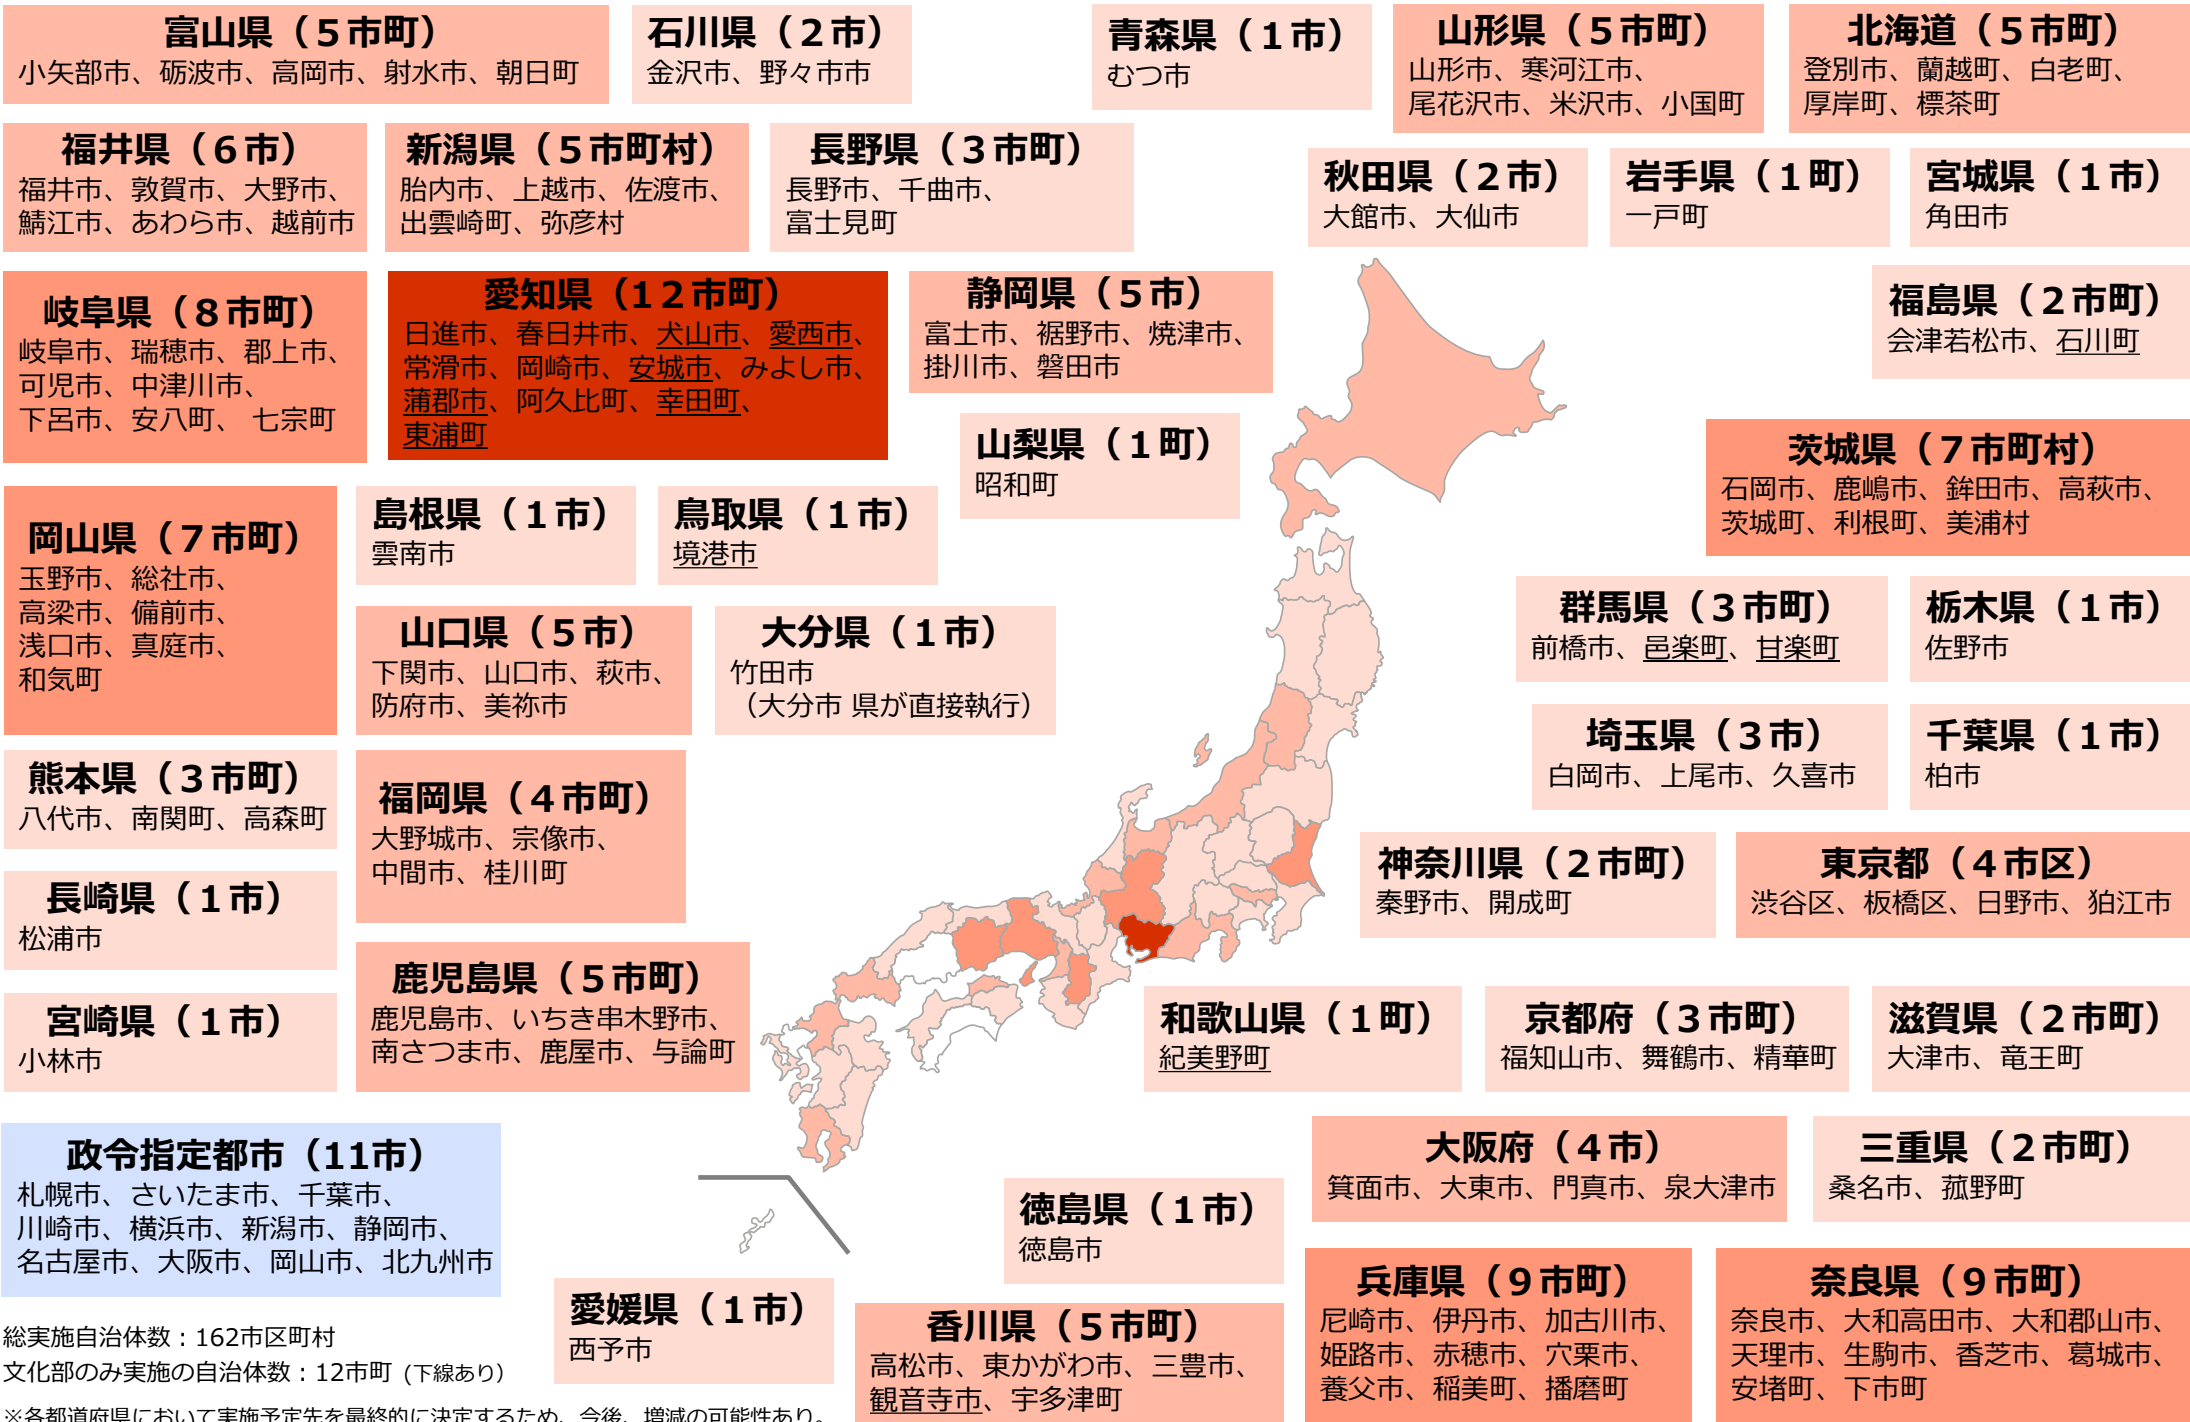 富山県（５市町）
小矢部市、砺波市、高岡市、射水市、朝日町
石川県（２市）
金沢市、野々市市
青森県（１市）
むつ市
山形県（５市町）
山形市、寒河江市、
尾花沢市、米沢市、小国町
北海道（５市町）
登別市、蘭越町、白老町、
厚岸町、標茶町
福井県（６市）
福井市、敦賀市、大野市、
鯖江市、あわら市、越前市
新潟県（５市町村）
胎内市、上越市、佐渡市、
出雲崎町、弥彦村
長野県（３市町）
長野市、千曲市、
富士見町
秋田県（２市）
大館市、大仙市
岩手県（１町）
一戸町
宮城県（１市）
角田市
岐阜県（８市町）
岐阜市、瑞穂市、郡上市、
可児市、中津川市、
下呂市、安八町、 七宗町
愛知県（１２市町）
日進市、春日井市、犬山市、愛西市、
常滑市、岡崎市、安城市、みよし市、
蒲郡市、阿久比町、幸田町、
東浦町
静岡県（５市）
富士市、裾野市、焼津市、
掛川市、磐田市
福島県（２市町）
会津若松市、石川町
山梨県（１町）
昭和町
茨城県（７市町村）
石岡市、鹿嶋市、鉾田市、高萩市、
茨城町、利根町、美浦村
岡山県（７市町）
玉野市、総社市、
高梁市、備前市、
浅口市、真庭市、
和気町
島根県（１市）
雲南市
鳥取県（１市）
境港市
山口県（５市）
下関市、山口市、萩市、
防府市、美祢市
大分県（１市）
竹田市
（大分市 県が直接執行）
群馬県（３市町）
前橋市、邑楽町、甘楽町
栃木県（１市）
佐野市
埼玉県（３市）
白岡市、上尾市、久喜市
千葉県（１市）
柏市
熊本県（３市町）
八代市、南関町、高森町
福岡県（４市町）
大野城市、宗像市、
中間市、桂川町
神奈川県（２市町）
秦野市、開成町
東京都（４市区）
渋谷区、板橋区、日野市、狛江市
長崎県（１市）
松浦市
鹿児島県（５市町）
鹿児島市、いちき串木野市、
南さつま市、鹿屋市、与論町
宮崎県（１市）
小林市
和歌山県（１町）
紀美野町
京都府（３市町）
福知山市、舞鶴市、精華町
滋賀県（２市町）
大津市、竜王町
政令指定都市（11市）
札幌市、さいたま市、千葉市、
川崎市、横浜市、新潟市、静岡市、
名古屋市、大阪市、岡山市、北九州市
大阪府（４市）
箕面市、大東市、門真市、泉大津市
三重県（２市町）
桑名市、菰野町
徳島県（１市）
徳島市
愛媛県（１市）
西予市
香川県（５市町）
高松市、東かがわ市、三豊市、
観音寺市、宇多津町
兵庫県（９市町）
尼崎市、伊丹市、加古川市、
姫路市、赤穂市、宍粟市、
養父市、稲美町、播磨町
奈良県（９市町）
奈良市、大和高田市、大和郡山市、
天理市、生駒市、香芝市、葛城市、
安堵町、下市町
総実施自治体数：162市区町村
文化部のみ実施の自治体数：12市町 (下線あり)
※各都道府県において実施予定先を最終的に決定するため、今後、増減の可能性あり。